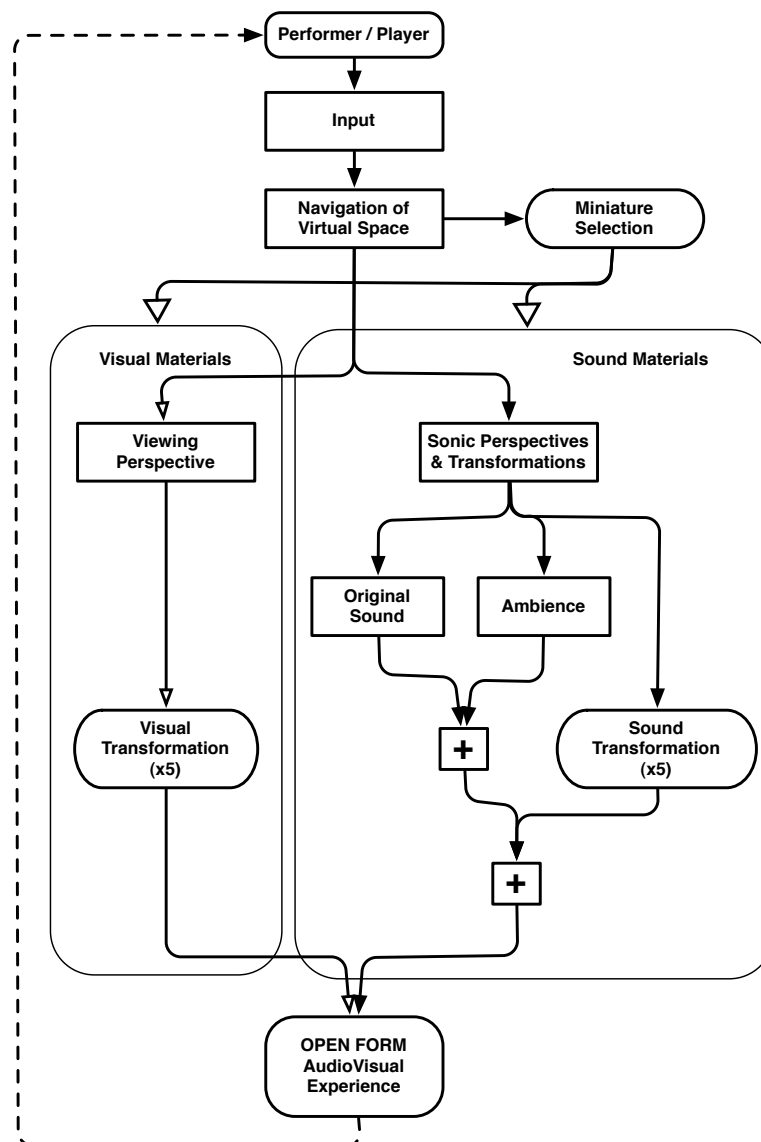 Performer / Player
Input
Navigation of
Virtual Space
Miniature
Selection
Visual Materials
Sound Materials
Viewing
Perspective
Sonic Perspectives
& Transformations
Original
Sound
Ambience
Visual
Transformation
(x5)
+
Sound
Transformation
(x5)
+
OPEN FORM
AudioVisual
Experience